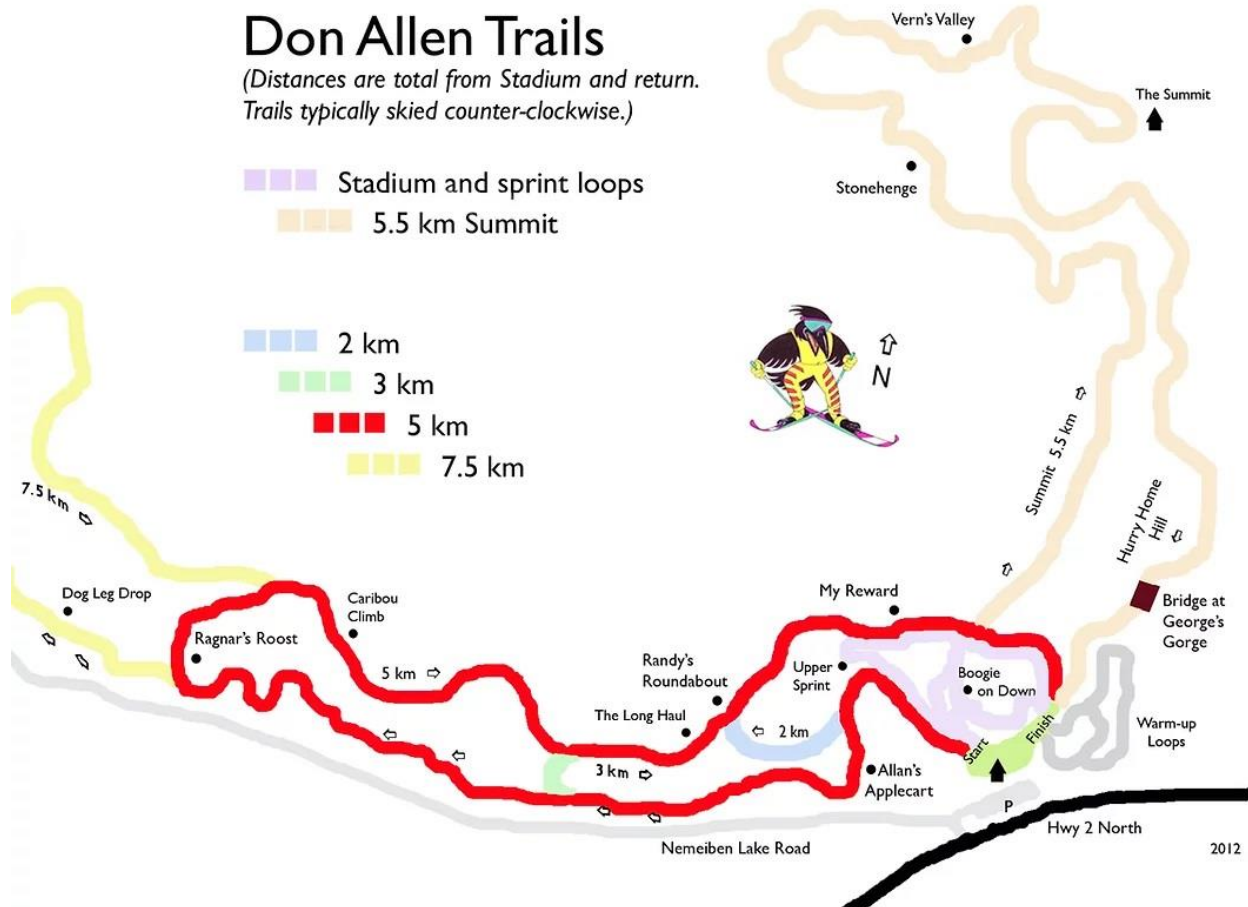 Don Allen Trails
(Distances are total from Stadium and return.
Trails typically skied counter-clockwise.)
Stadium and sprint loops
5.5 km Summit
2 km
3 km
5 km
7.5 km
Vern's Valley
The Summit
Stonehenge
N
Summit 5.5 km
Hurry Home
Hill
Bridge at
George's
Gorge
7.5 km
Dog Leg Drop
Ragnar's Roost
Caribou
Climb
5 km
My Reward
Randy's
Roundabout
Upper
Sprint
Boogie
on Down
The Long Haul
2 km
3 km
Allan's
Applecart
Start
Finish
Warm-up
Loops
P
Hwy 2 North
Nemeiben Lake Road
2012